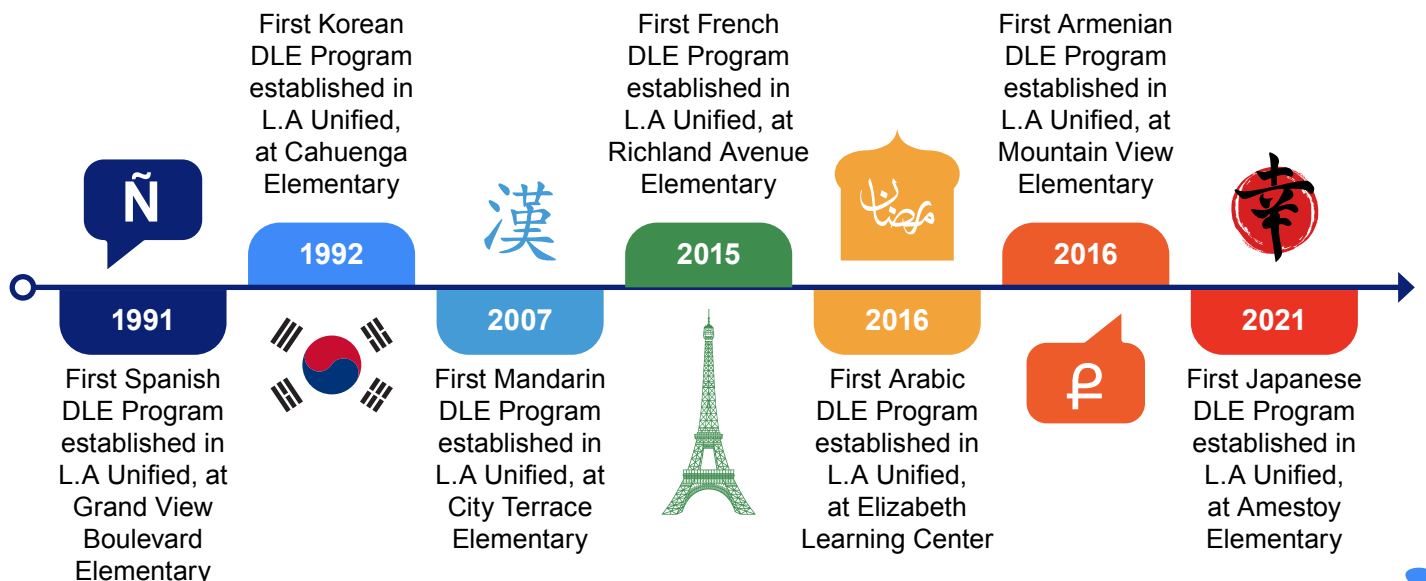 First Korean
DLE Program
established in
L.A Unified,
at Cahuenga
Elementary
First French
DLE Program
established in
L.A Unified, at
Richland Avenue
Elementary
First Armenian
DLE Program
established in
L.A Unified, at
Mountain View
Elementary
Ñ
漢
رمضان
幸
1992
2015
2016
1991
2007
2016
2021
First Spanish
DLE Program
established in
L.A Unified, at
Grand View
Boulevard
Elementary
First Mandarin
DLE Program
established in
L.A Unified, at
City Terrace
Elementary
First Arabic
DLE Program
established in
L.A Unified,
at Elizabeth
Learning Center
Ք
First Japanese
DLE Program
established in
L.A Unified,
at Amestoy
Elementary